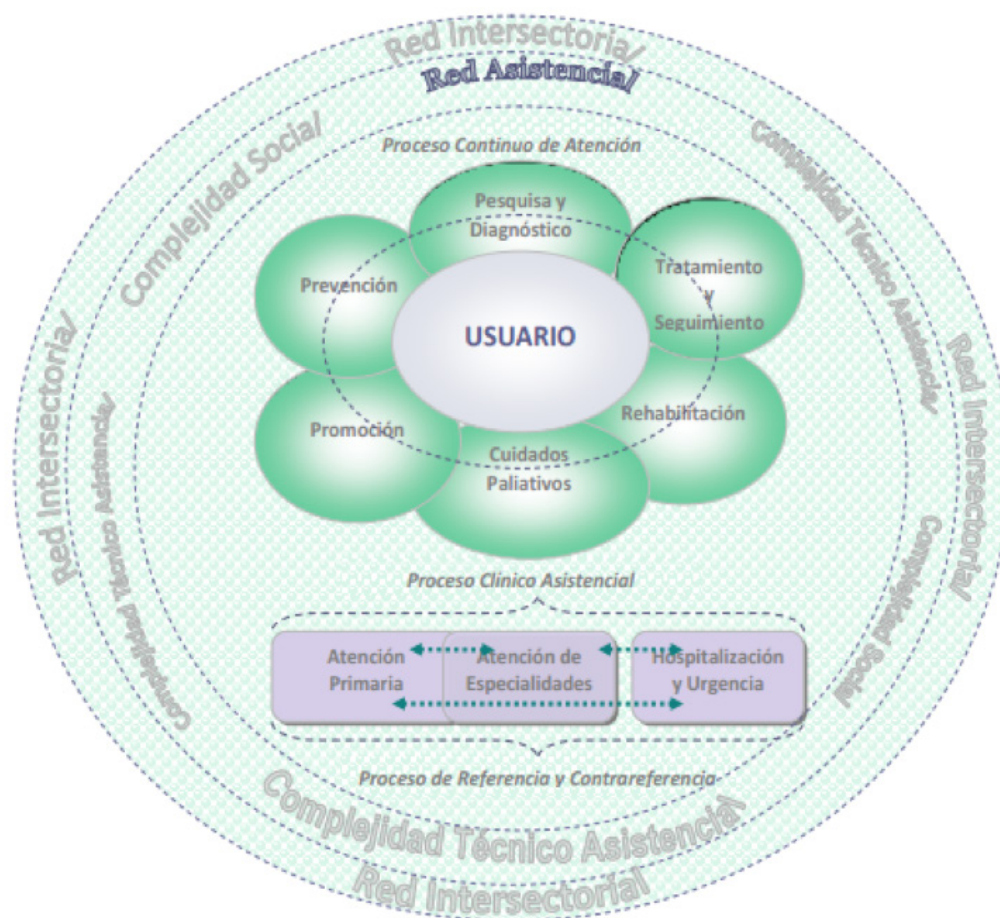 Red Intersectorial
Red Asistencial
Complejidad Social
Complejidad Técnico Asistencial
Proceso Continuo de Atención
Pesquisa y
Diagnóstico
Prevención
Tratamiento
y
Seguimiento
USUARIO
Promoción
Rehabilitación
Cuidados
Paliativos
Red Intersectorial
Red Intersectorial
Complejidad Técnico Asistencial
Complejidad Social
Proceso Clínico Asistencial
Atención
Primaria
Atención de
Especialidades
Hospitalización
y Urgencia
Proceso de Referencia y Contrareferencia
Complejidad Técnico Asistencial
Red Intersectorial